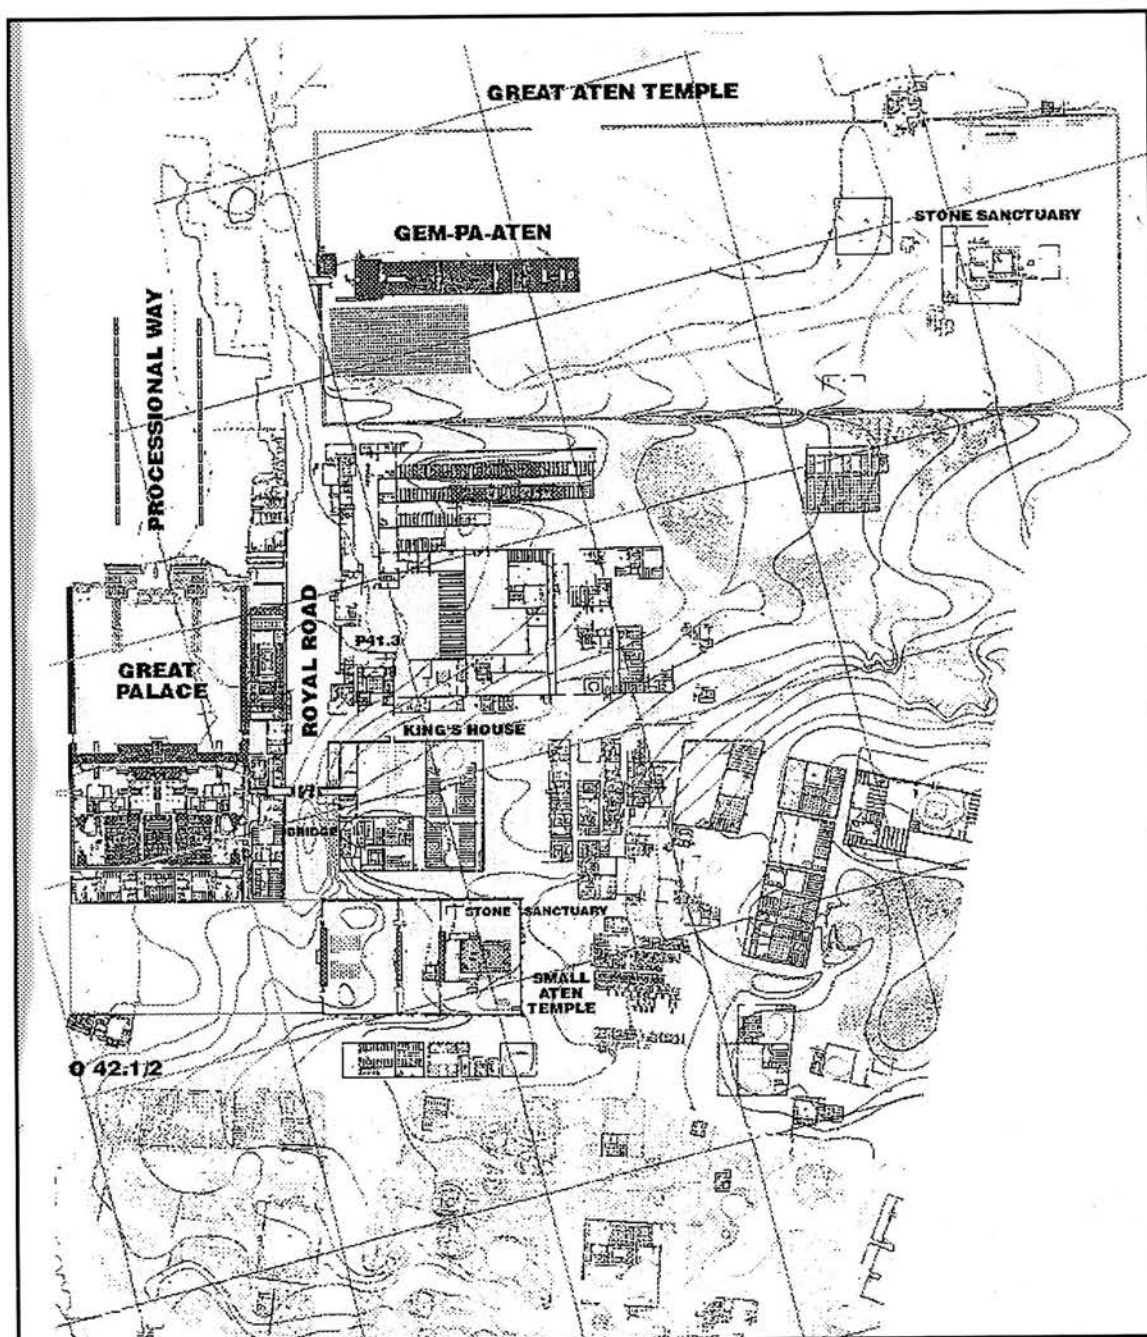 GREAT ATEN TEMPLE
STONE SANCTUARY
GEM-PA-ATEN
PROCESSIONAL WAY
ROYAL ROAD
P41.3
GREAT
PALACE
KING'S HOUSE
BRIDGE
STONE SANCTUARY
SMALL
ATEN
TEMPLE
O 42:1/2